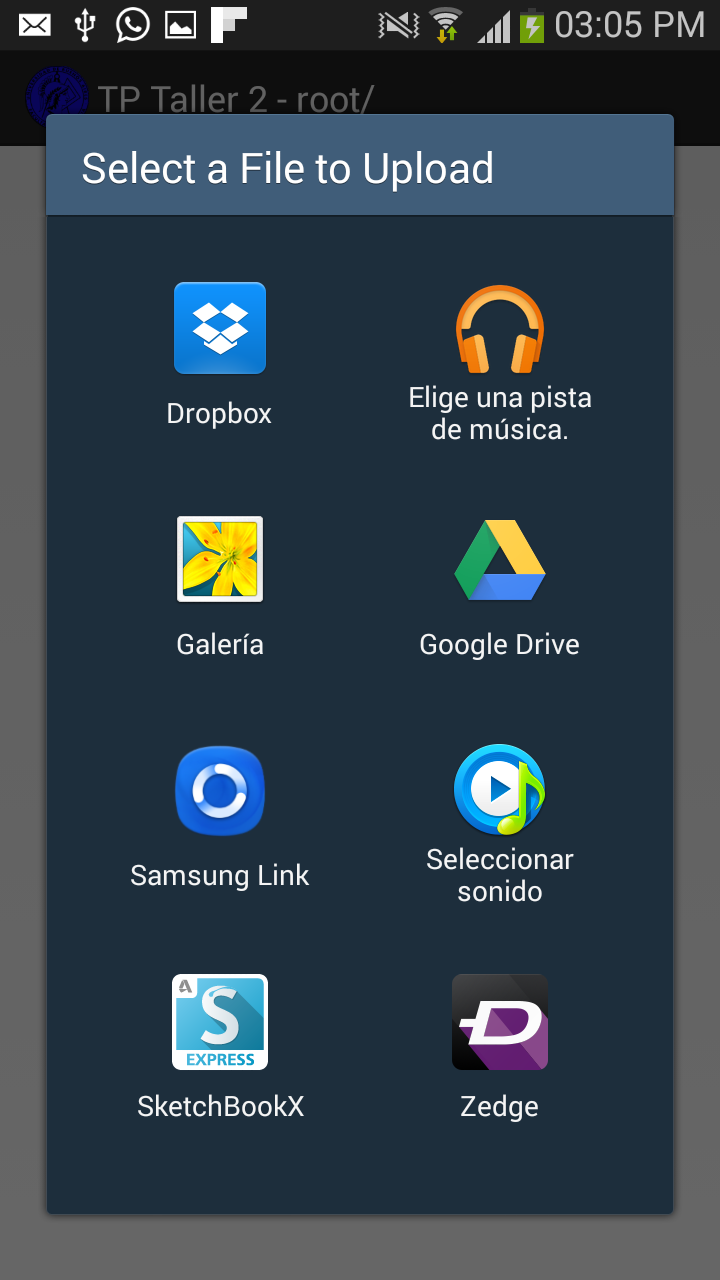 03:05 PM
TP Taller 2 - root/
Select a File to Upload
Dropbox
Elige una pista
de música.
Galería
Google Drive
Samsung Link
Seleccionar
sonido
A
S
EXPRESS
SketchBookX
Zedge